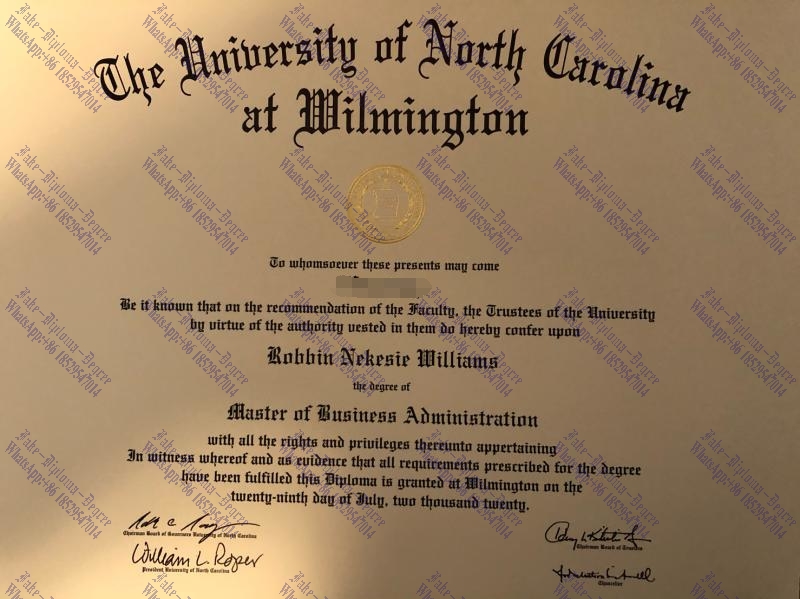 The University of North Carolina
at Wilmington
To whomsoever these presents may come
Be it known that on the recommendation of the Faculty, the Trustees of the University
by virtue of the authority vested in them do hereby confer upon
Robbin Nekesie Williams
the degree of
Master of Business Administration
with all the rights and privileges thereunto appertaining
In witness whereof and as evidence that all requirements prescribed for the degree
have been fulfilled this Diploma is granted at Wilmington on the
twenty-ninth day of July, two thousand twenty.
Chairman Board of Governors University of North Carolina
Chairman Board of Trustees
William L. Roper
President University of North Carolina
Chancellor
Fake-Diploma-Degree
WhatsApp:+86 18529547014